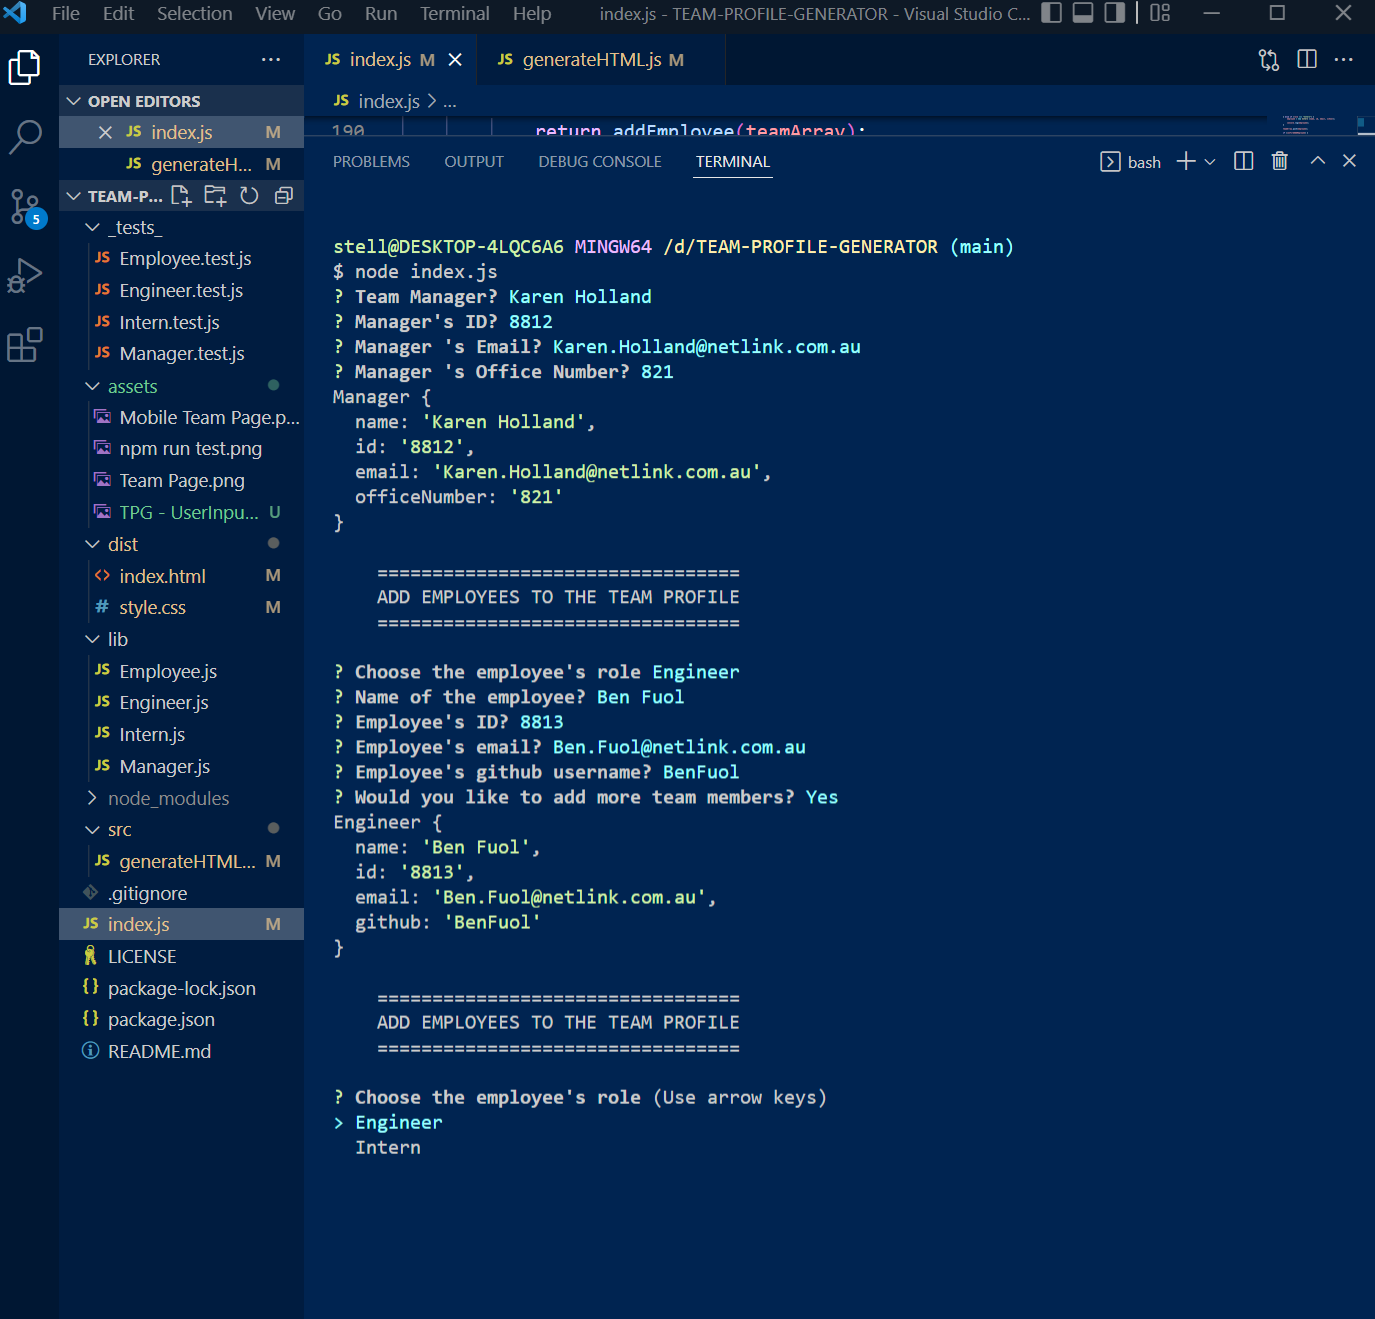 File Edit Selection View Go Run Terminal Help index.js - TEAM-PROFILE-GENERATOR - Visual Studio C...
EXPLORER ...
JS index.js M
JS generateHTML.js M
OPEN EDITORS
JS index.js > ...
JS index.js M
190 return addEmployee(teamArray);
JS generateH... M
PROBLEMS OUTPUT DEBUG CONSOLE TERMINAL bash
TEAM-P...
5
_tests_
JS Employee.test.js
JS Engineer.test.js
JS Intern.test.js
JS Manager.test.js
assets
Mobile Team Page.p...
npm run test.png
Team Page.png
TPG - UserInpu... U
dist
<> index.html M
# style.css M
lib
JS Employee.js
JS Engineer.js
JS Intern.js
JS Manager.js
node_modules
src
JS generateHTML... M
.gitignore
JS index.js M
LICENSE
{} package-lock.json
{} package.json
README.md
stell@DESKTOP-4LQC6A6 MINGW64 /d/TEAM-PROFILE-GENERATOR (main)
$ node index.js
? Team Manager? Karen Holland
? Manager's ID? 8812
? Manager 's Email? Karen.Holland@netlink.com.au
? Manager 's Office Number? 821
Manager {
  name: 'Karen Holland',
  id: '8812',
  email: 'Karen.Holland@netlink.com.au',
  officeNumber: '821'
}
=================================
ADD EMPLOYEES TO THE TEAM PROFILE
=================================
? Choose the employee's role Engineer
? Name of the employee? Ben Fuol
? Employee's ID? 8813
? Employee's email? Ben.Fuol@netlink.com.au
? Employee's github username? BenFuol
? Would you like to add more team members? Yes
Engineer {
  name: 'Ben Fuol',
  id: '8813',
  email: 'Ben.Fuol@netlink.com.au',
  github: 'BenFuol'
}
=================================
ADD EMPLOYEES TO THE TEAM PROFILE
=================================
? Choose the employee's role (Use arrow keys)
> Engineer
  Intern